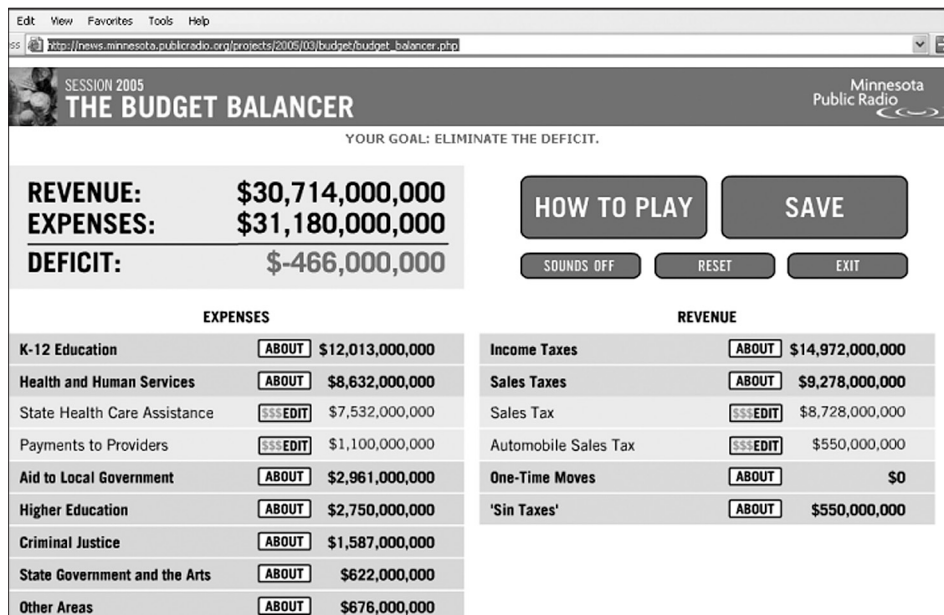 Edit View Favorites Tools Help
ss http://news.minnesota.publicradio.org/projects/2005/03/budget/budget_balancer.php
SESSION 2005
THE BUDGET BALANCER
Minnesota
Public Radio
YOUR GOAL: ELIMINATE THE DEFICIT.
REVENUE: $30,714,000,000
EXPENSES: $31,180,000,000
DEFICIT: $-466,000,000
HOW TO PLAY SAVE
SOUNDS OFF RESET EXIT
EXPENSES
K-12 Education ABOUT $12,013,000,000
Health and Human Services ABOUT $8,632,000,000
State Health Care Assistance $$$EDIT $7,532,000,000
Payments to Providers $$$EDIT $1,100,000,000
Aid to Local Government ABOUT $2,961,000,000
Higher Education ABOUT $2,750,000,000
Criminal Justice ABOUT $1,587,000,000
State Government and the Arts ABOUT $622,000,000
Other Areas ABOUT $676,000,000
REVENUE
Income Taxes ABOUT $14,972,000,000
Sales Taxes ABOUT $9,278,000,000
Sales Tax $$$EDIT $8,728,000,000
Automobile Sales Tax $$$EDIT $550,000,000
One-Time Moves ABOUT $0
'Sin Taxes' ABOUT $550,000,000